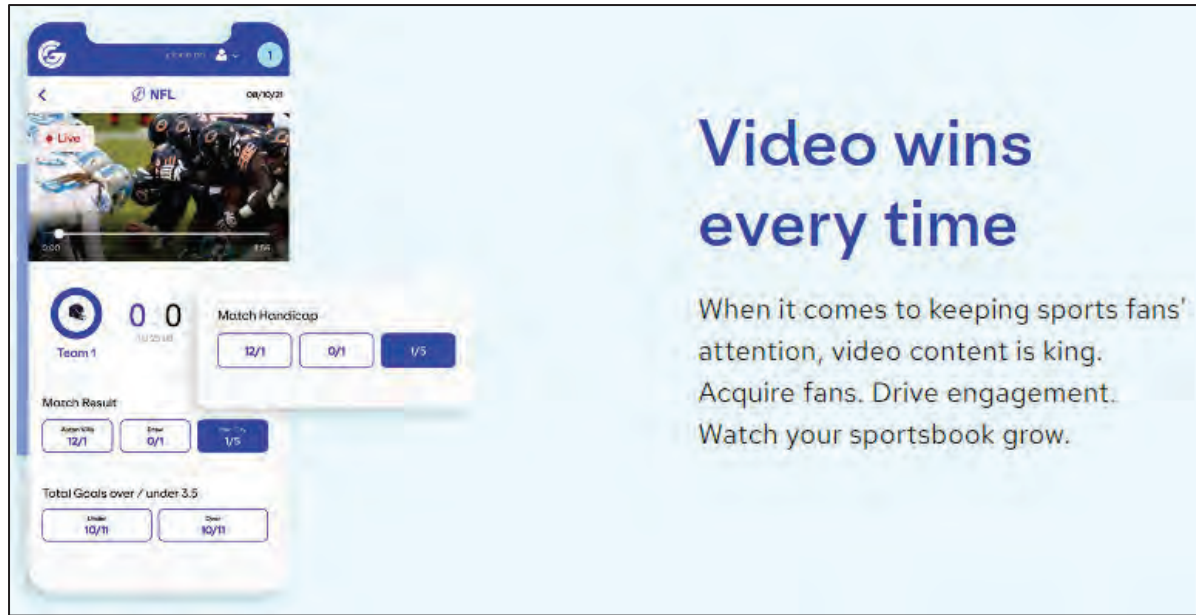 1
NFL
08/10/21
Live
0:00
Team 1
0 0
Match Handicap
12/1 0/1 1/5
Match Result
12/1 0/1 1/5
Total Goals over / under 3.5
Under Over
10/11 10/11
Video wins
every time
When it comes to keeping sports fans'
attention, video content is king.
Acquire fans. Drive engagement.
Watch your sportsbook grow.